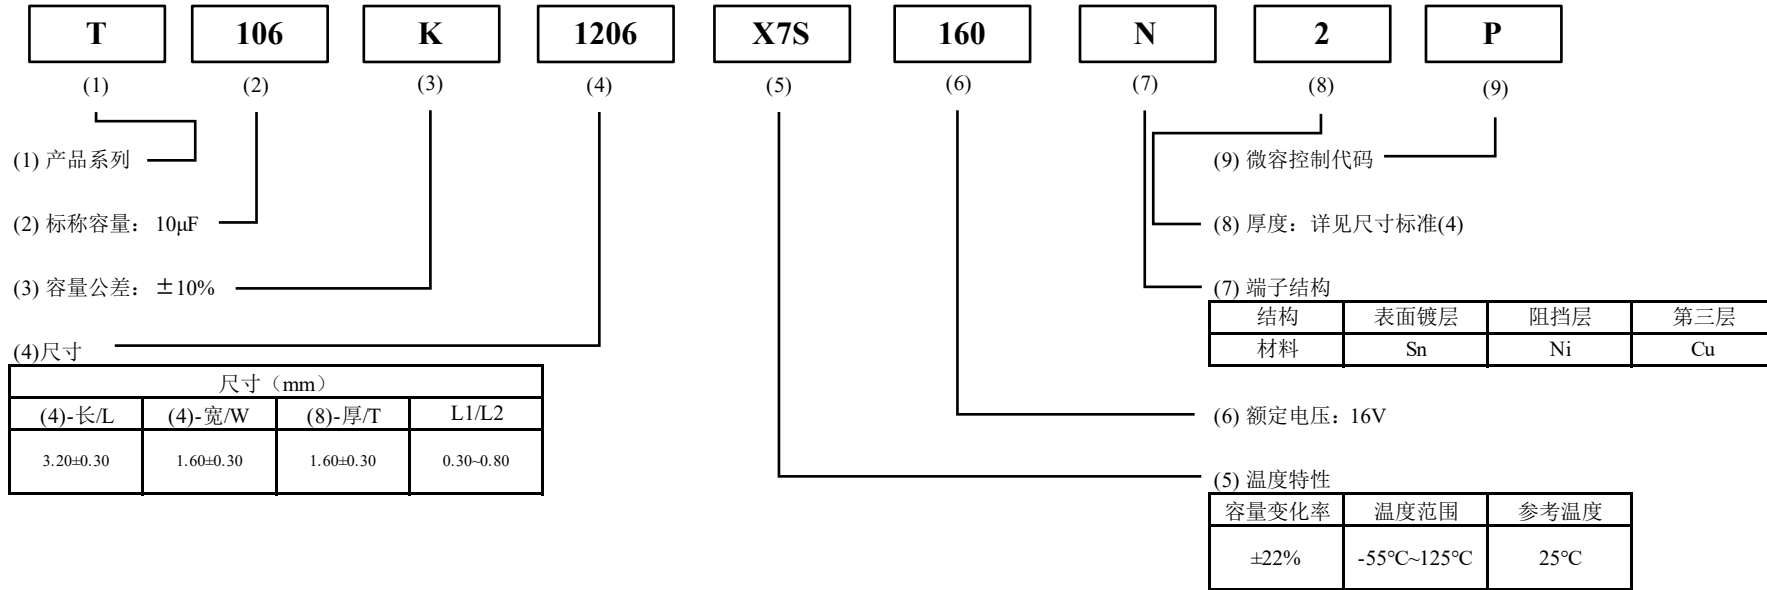 T 106 K 1206 X7S 160 N 2 P
(1) (2) (3) (4) (5) (6) (7) (8) (9)
(1) 产品系列
(2) 标称容量：10μF
(3) 容量公差：±10%
(4)尺寸
尺寸（mm）
(4)-长/L (4)-宽/W (8)-厚/T L1/L2
3.20±0.30 1.60±0.30 1.60±0.30 0.30~0.80
(9) 微容控制代码
(8) 厚度：详见尺寸标准(4)
(7) 端子结构
结构 表面镀层 阻挡层 第三层
材料 Sn Ni Cu
(6) 额定电压：16V
(5) 温度特性
容量变化率 温度范围 参考温度
±22% -55℃~125℃ 25℃